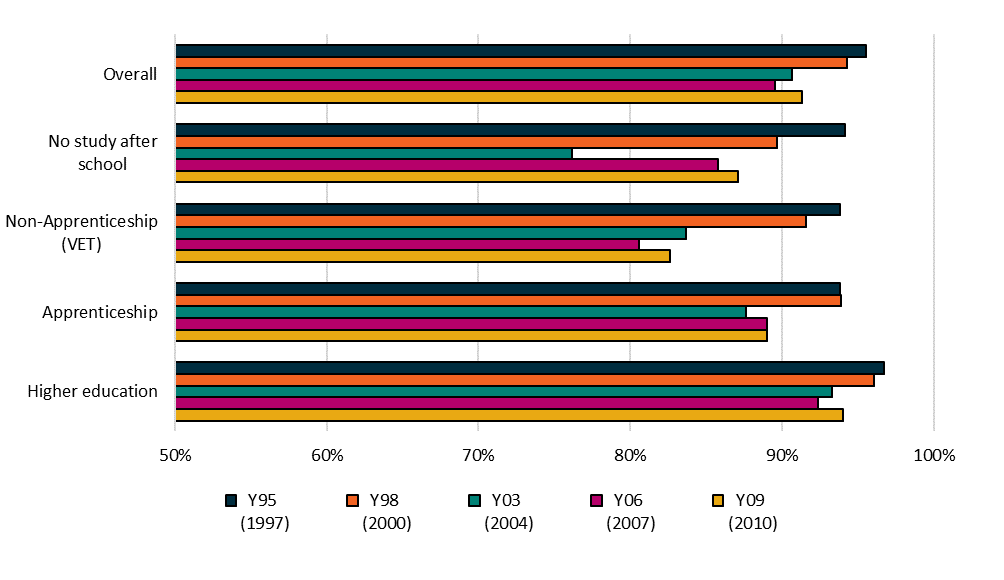 Overall
No study after
school
Non-Apprenticeship
(VET)
Apprenticeship
Higher education
50% 60% 70% 80% 90% 100%
Y95 Y98 Y03 Y06 Y09
(1997) (2000) (2004) (2007) (2010)